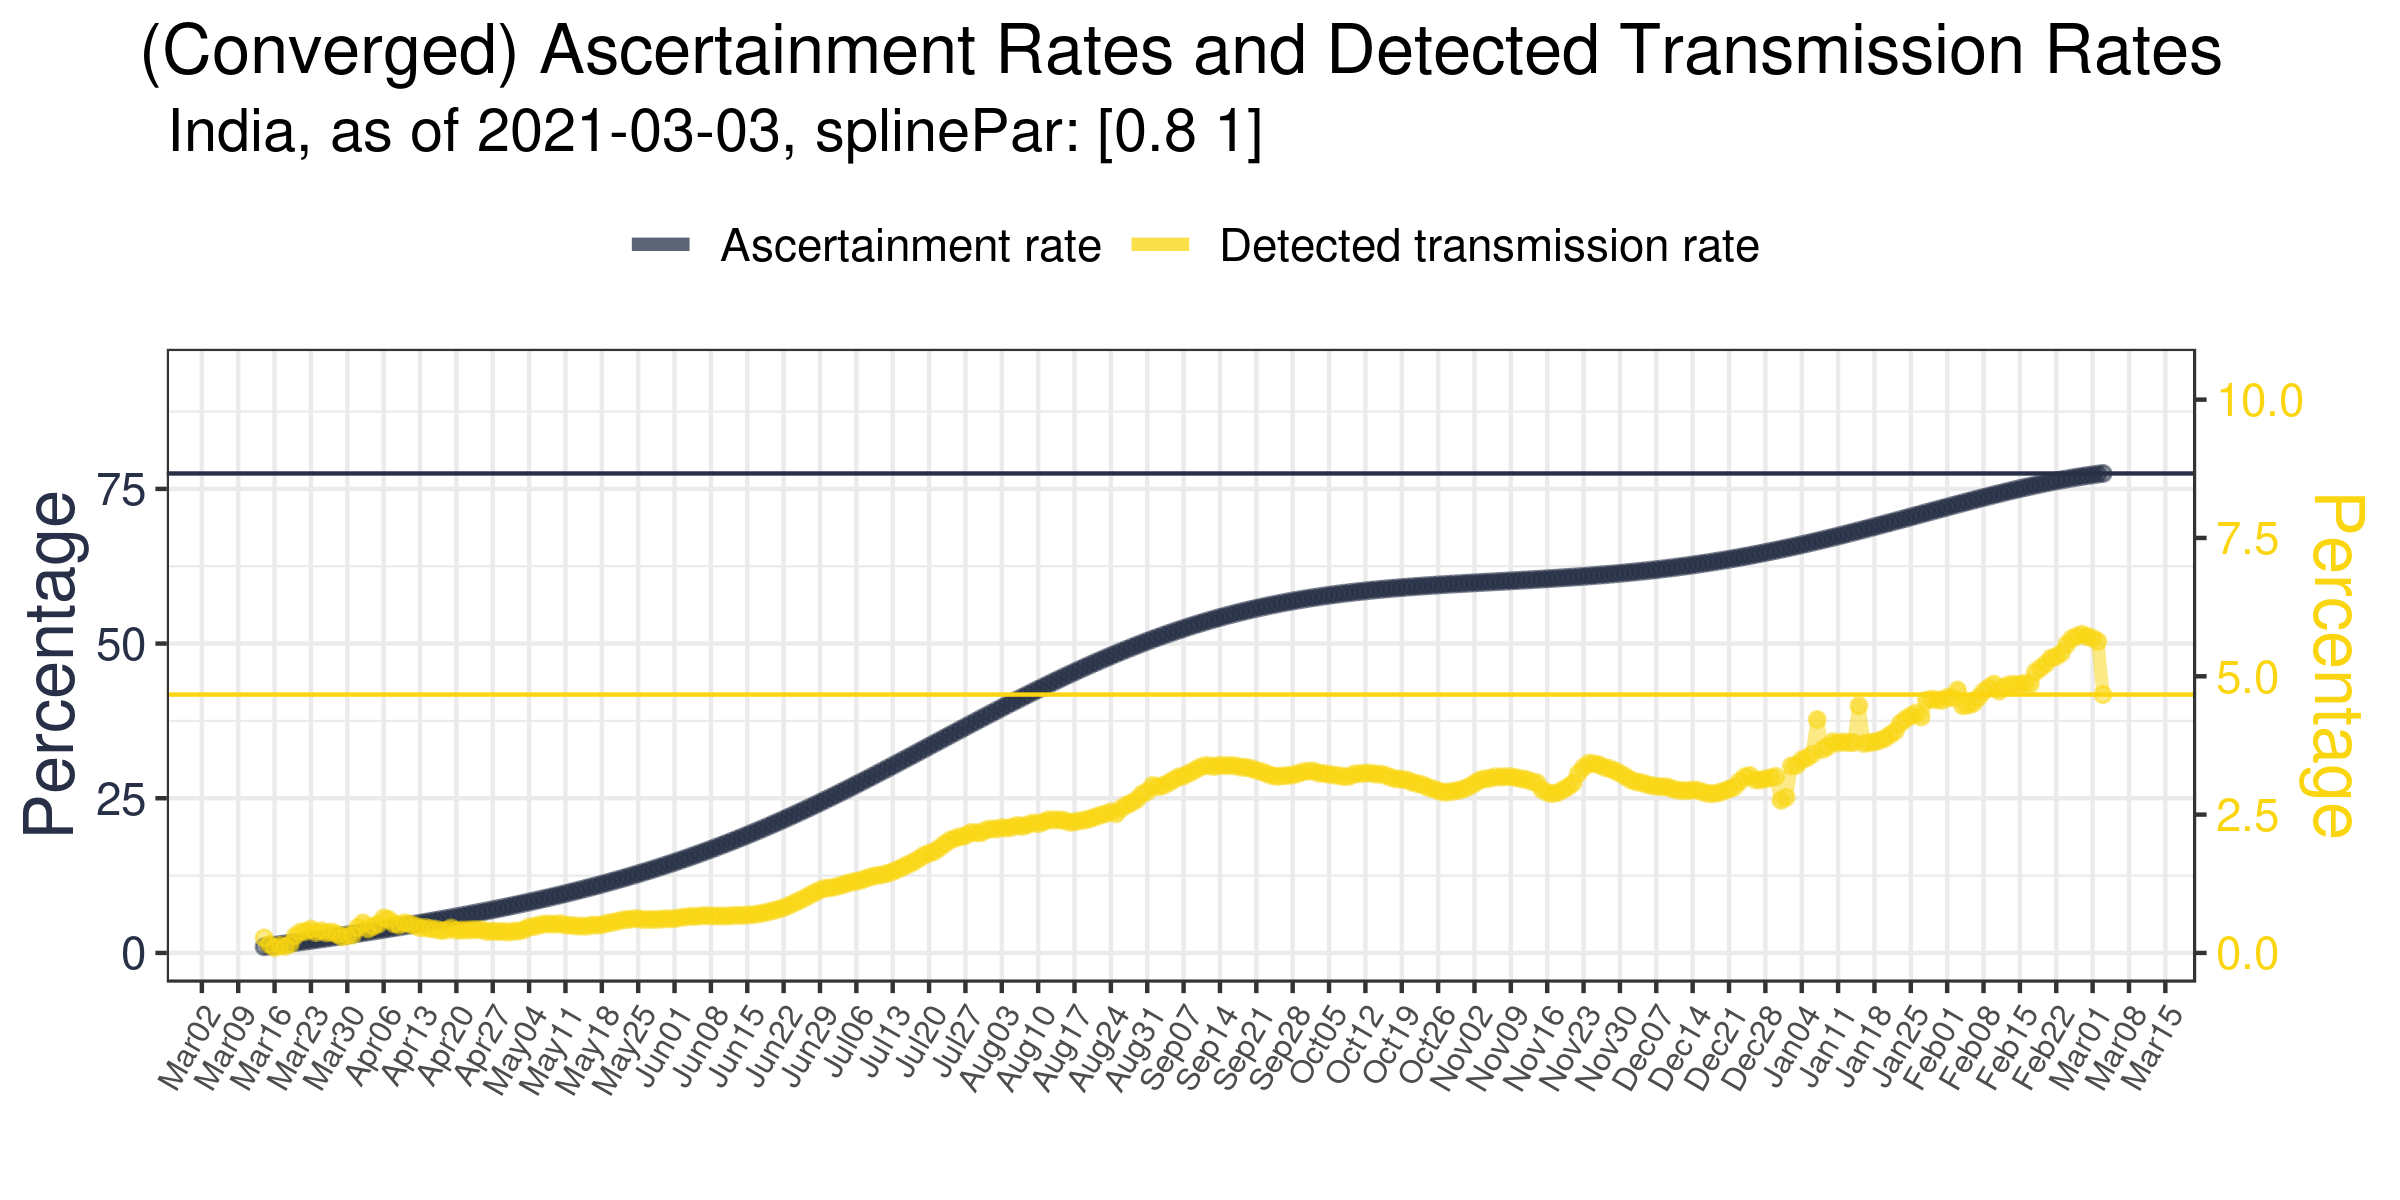 (Converged) Ascertainment Rates and Detected Transmission Rates
India, as of 2021-03-03, splinePar: [0.8 1]
Ascertainment rate
Detected transmission rate
Percentage
75
50
25
0
10.0
7.5
5.0
2.5
0.0
Percentage
Mar02
Mar09
Mar16
Mar23
Mar30
Apr06
Apr13
Apr20
Apr27
May04
May11
May18
May25
Jun01
Jun08
Jun15
Jun22
Jun29
Jul06
Jul13
Jul20
Jul27
Aug03
Aug10
Aug17
Aug24
Aug31
Sep07
Sep14
Sep21
Sep28
Oct05
Oct12
Oct19
Oct26
Nov02
Nov09
Nov16
Nov23
Nov30
Dec07
Dec14
Dec21
Dec28
Jan04
Jan11
Jan18
Jan25
Feb01
Feb08
Feb15
Feb22
Mar01
Mar08
Mar15